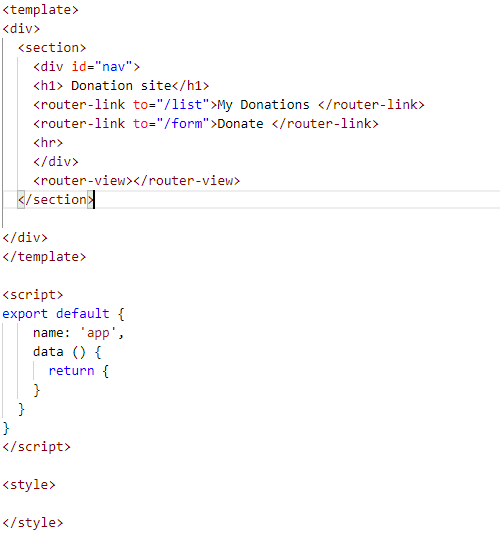 <template>
<div>
<section>
<div id="nav">
<h1> Donation site</h1>
<router-link to="/list">My Donations </router-link>
<router-link to="/form">Donate </router-link>
<hr>
</div>
<router-view></router-view>
</section>
</div>
</template>
<script>
export default {
name: 'app',
data () {
return {
}
}
}
</script>
<style>
</style>